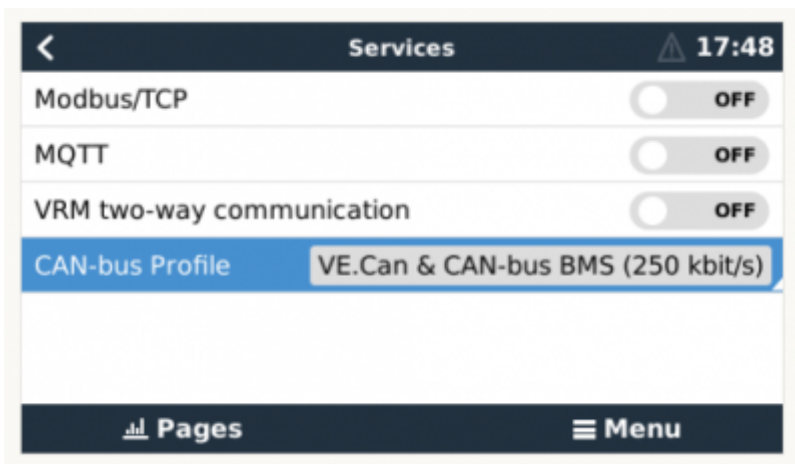 Services 17:48
Modbus/TCP OFF
MQTT OFF
VRM two-way communication OFF
CAN-bus Profile VE.Can & CAN-bus BMS (250 kbit/s)
Pages Menu